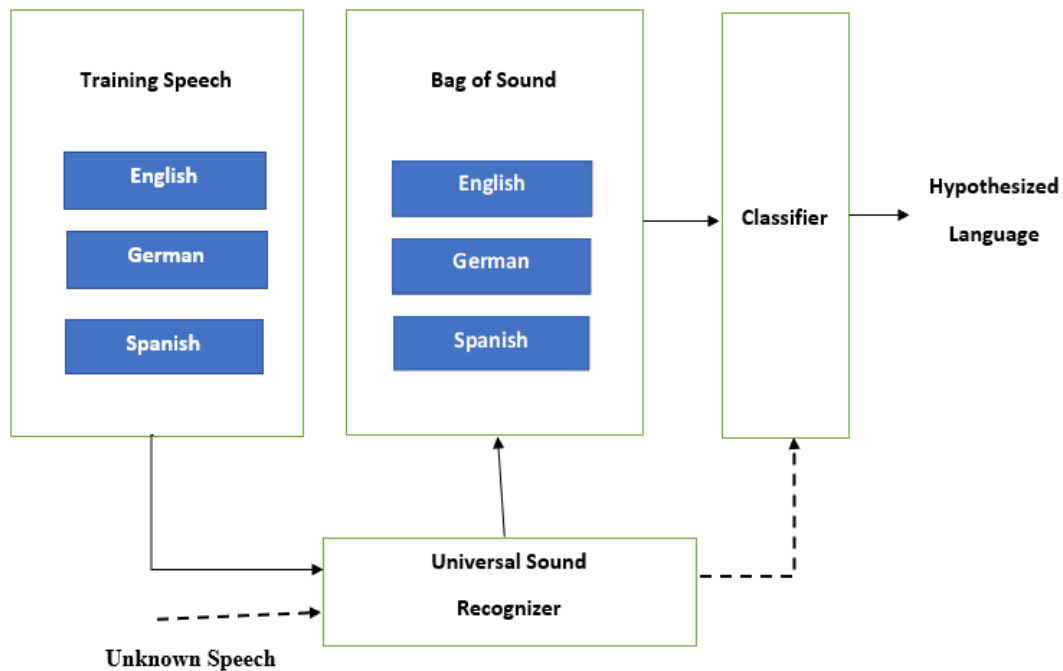 Training Speech
English
German
Spanish
Bag of Sound
English
German
Spanish
Classifier
Hypothesized
Language
Universal Sound
Recognizer
Unknown Speech